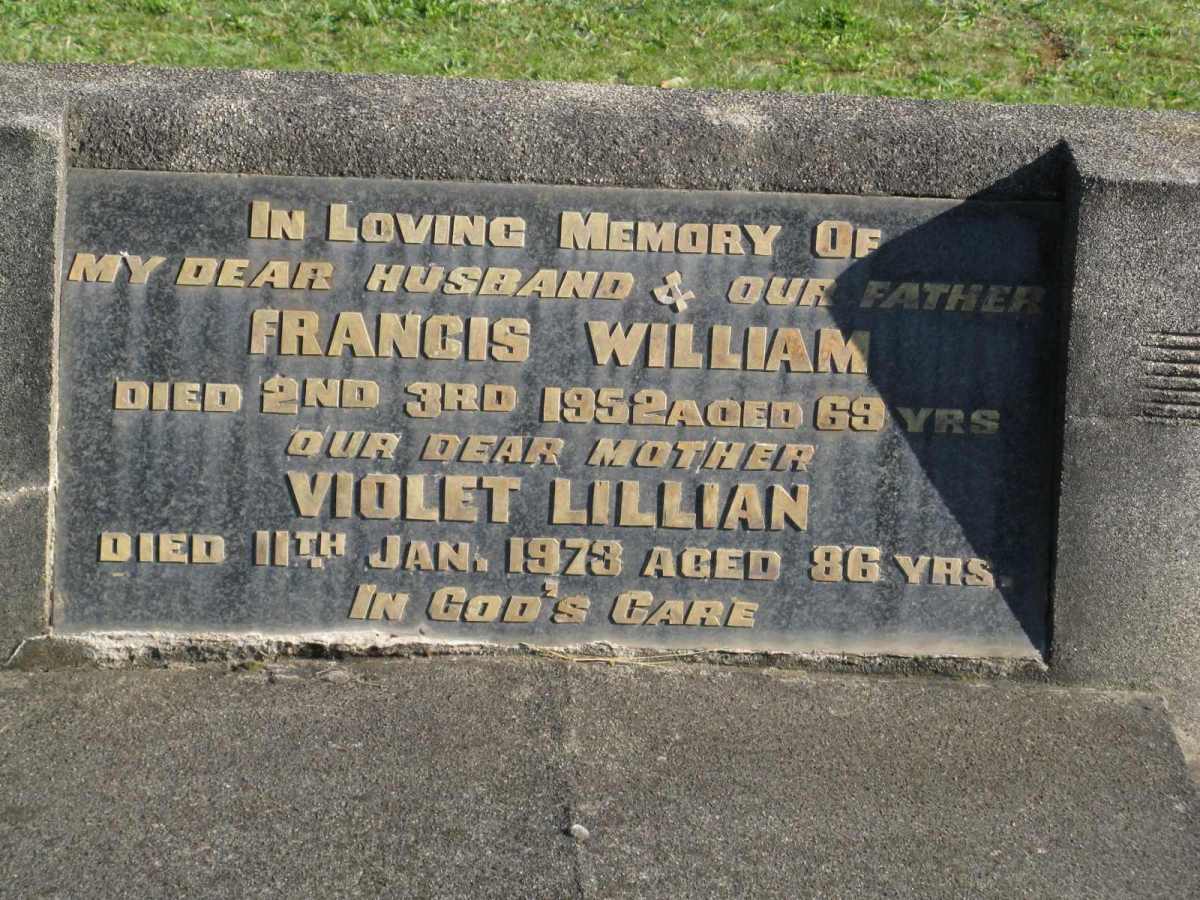 In Loving Memory Of
MY DEAR HUSBAND & OUR FATHER
FRANCIS WILLIAM
DIED 2ND 3RD 1952 AGED 69 YRS
OUR DEAR MOTHER
VIOLET LILLIAN
DIED 11TH JAN. 1973 AGED 86 YRS.
In God's Care